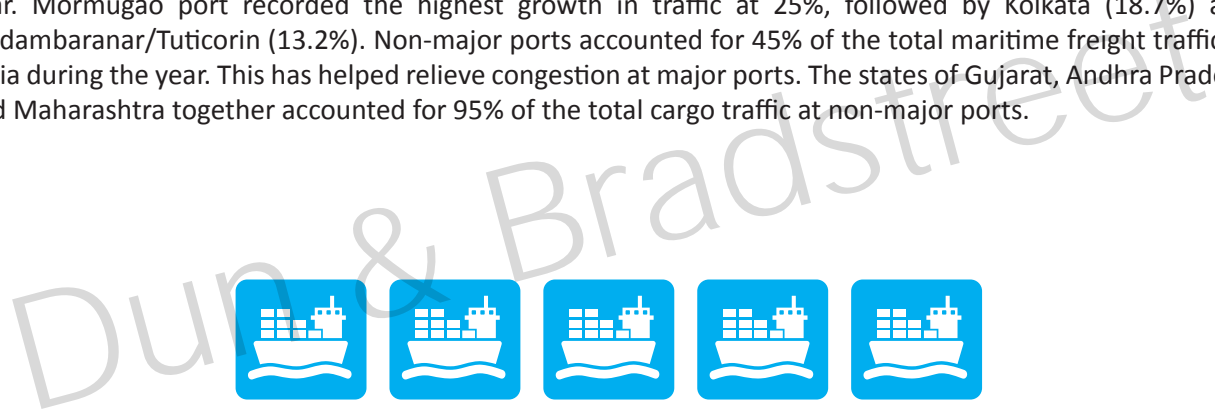 Mormugao port recorded the highest growth in traffic at 25%, followed by Kolkata (18.7%)
dambaranar/Tuticorin (13.2%). Non-major ports accounted for 45% of the total maritime freight traffic
ia during the year. This has helped relieve congestion at major ports. The states of Gujarat, Andhra Prade
d Maharashtra together accounted for 95% of the total cargo traffic at non-major ports.
Dun & Bradstreet